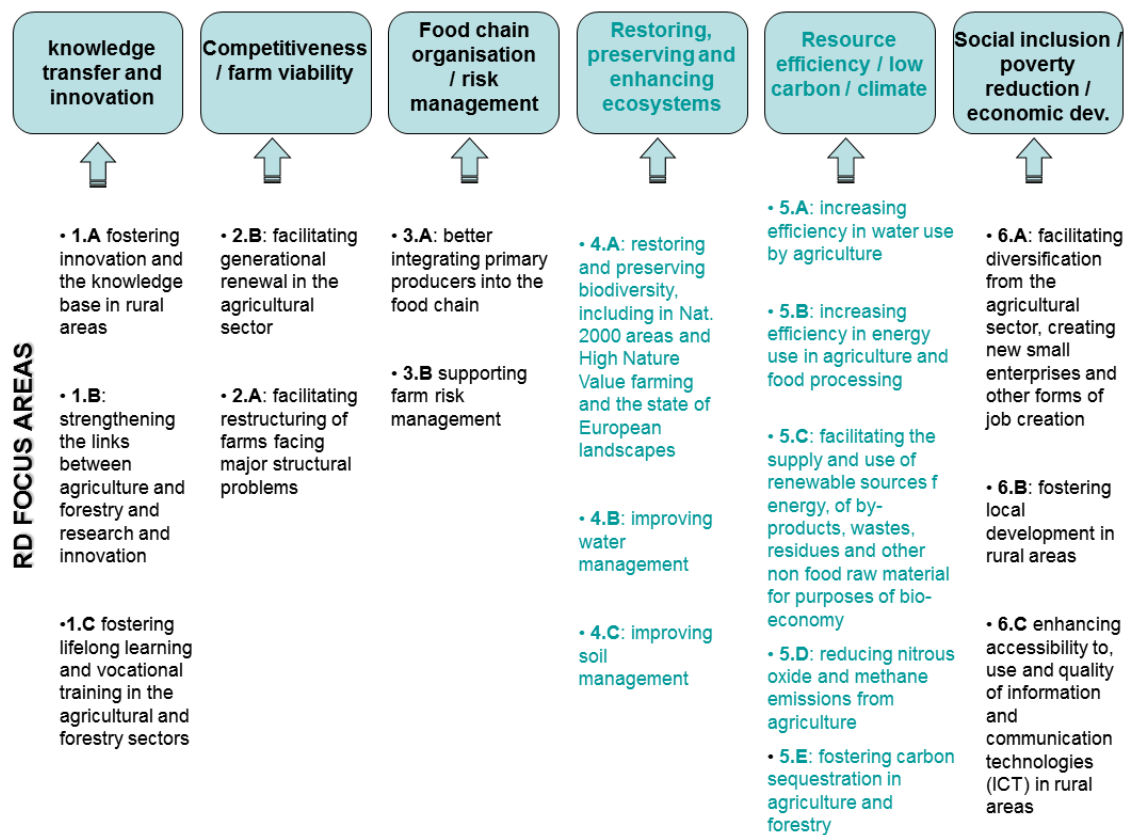 knowledge
transfer and
innovation
Competitiveness
/ farm viability
Food chain
organisation
/ risk
management
Restoring,
preserving and
enhancing
ecosystems
Resource
efficiency / low
carbon / climate
Social inclusion /
poverty
reduction /
economic dev.
RD FOCUS AREAS
• 1.A fostering
innovation and
the knowledge
base in rural
areas
• 1.B:
strengthening
the links
between
agriculture and
forestry and
research and
innovation
•1.C fostering
lifelong learning
and vocational
training in the
agricultural and
forestry sectors
• 2.B: facilitating
generational
renewal in the
agricultural
sector
• 2.A: facilitating
restructuring of
farms facing
major structural
problems
• 3.A: better
integrating primary
producers into the
food chain
• 3.B supporting
farm risk
management
• 4.A: restoring
and preserving
biodiversity,
including in Nat.
2000 areas and
High Nature
Value farming
and the state of
European
landscapes
• 4.B: improving
water
management
• 4.C: improving
soil
management
• 5.A: increasing
efficiency in water use
by agriculture
• 5.B: increasing
efficiency in energy
use in agriculture and
food processing
• 5.C: facilitating the
supply and use of
renewable sources f
energy, of by-
products, wastes,
residues and other
non food raw material
for purposes of bio-
economy
• 5.D: reducing nitrous
oxide and methane
emissions from
agriculture
• 5.E: fostering carbon
sequestration in
agriculture and
forestry
• 6.A: facilitating
diversification
from the
agricultural
sector, creating
new small
enterprises and
other forms of
job creation
• 6.B: fostering
local
development in
rural areas
• 6.C enhancing
accessibility to,
use and quality
of information
and
communication
technologies
(ICT) in rural
areas